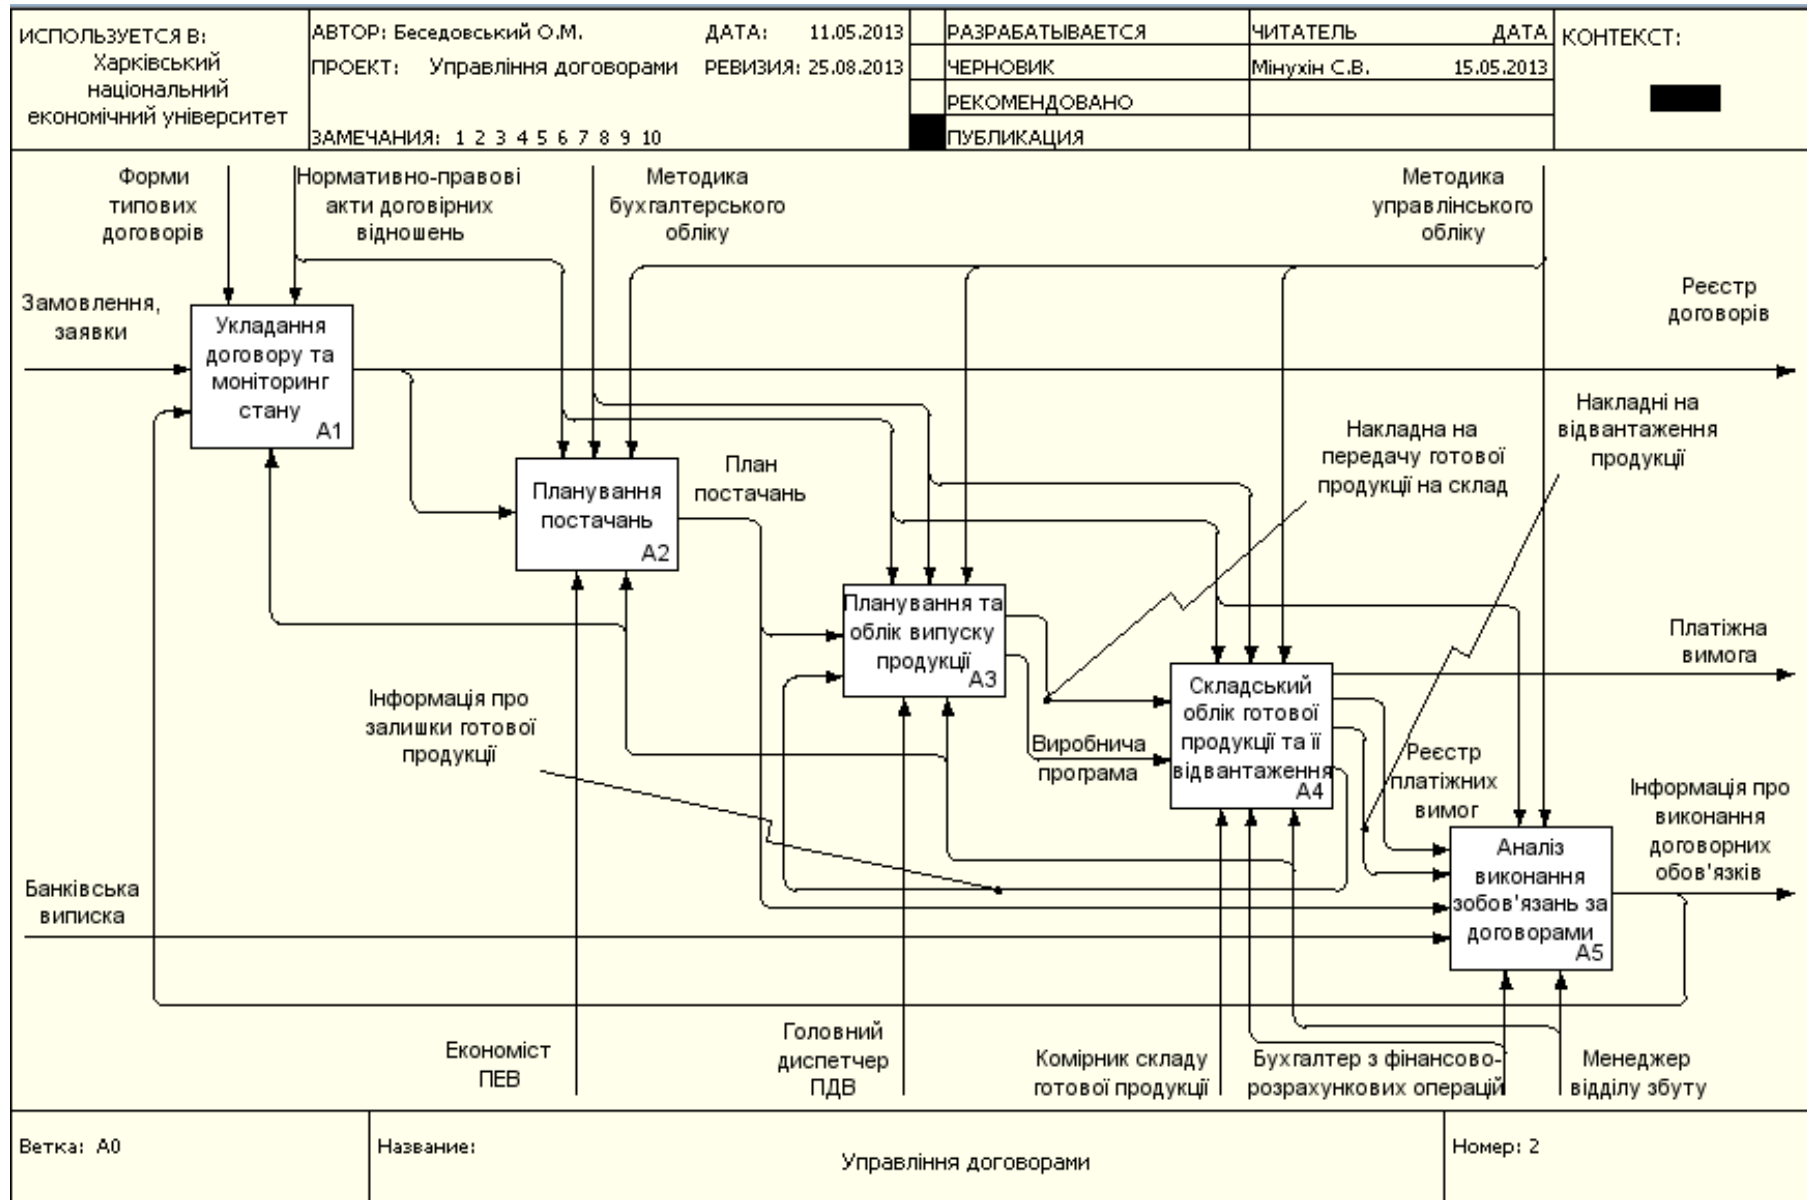 ИСПОЛЬЗУЕТСЯ В:
Харківський
національний
економічний університет
АВТОР: Беседовський О.М.
ДАТА: 11.05.2013
ПРОЕКТ: Управління договорами
РЕВИЗИЯ: 25.08.2013
ЗАМЕЧАНИЯ: 1 2 3 4 5 6 7 8 9 10
РАЗРАБАТЫВАЕТСЯ
ЧЕРНОВИК
РЕКОМЕНДОВАНО
ПУБЛИКАЦИЯ
ЧИТАТЕЛЬ ДАТА
Мінухін С.В. 15.05.2013
КОНТЕКСТ:
Форми
типових
договорів
Нормативно-правові
акти договірних
відношень
Методика
бухгалтерського
обліку
Методика
управлінського
обліку
Замовлення,
заявки
Укладання
договору та
моніторинг
стану
A1
Реєстр
договорів
Планування
постачань
A2
План
постачань
Накладна на
передачу готової
продукції на склад
Накладні на
відвантаження
продукції
Планування та
облік випуску
продукції
A3
Платіжна
вимога
Інформація про
залишки готової
продукції
Виробнича
програма
Складський
облік готової
продукції та її
відвантаження
A4
Реєстр
платіжних
вимог
Інформація про
виконання
договорних
обов'язків
Аналіз
виконання
зобов'язань за
договорами
A5
Банківська
виписка
Економіст
ПЕВ
Головний
диспетчер
ПДВ
Комірник складу
готової продукції
Бухгалтер з фінансово-
розрахункових операцій
Менеджер
відділу збуту
Ветка: A0
Название:
Управління договорами
Номер: 2